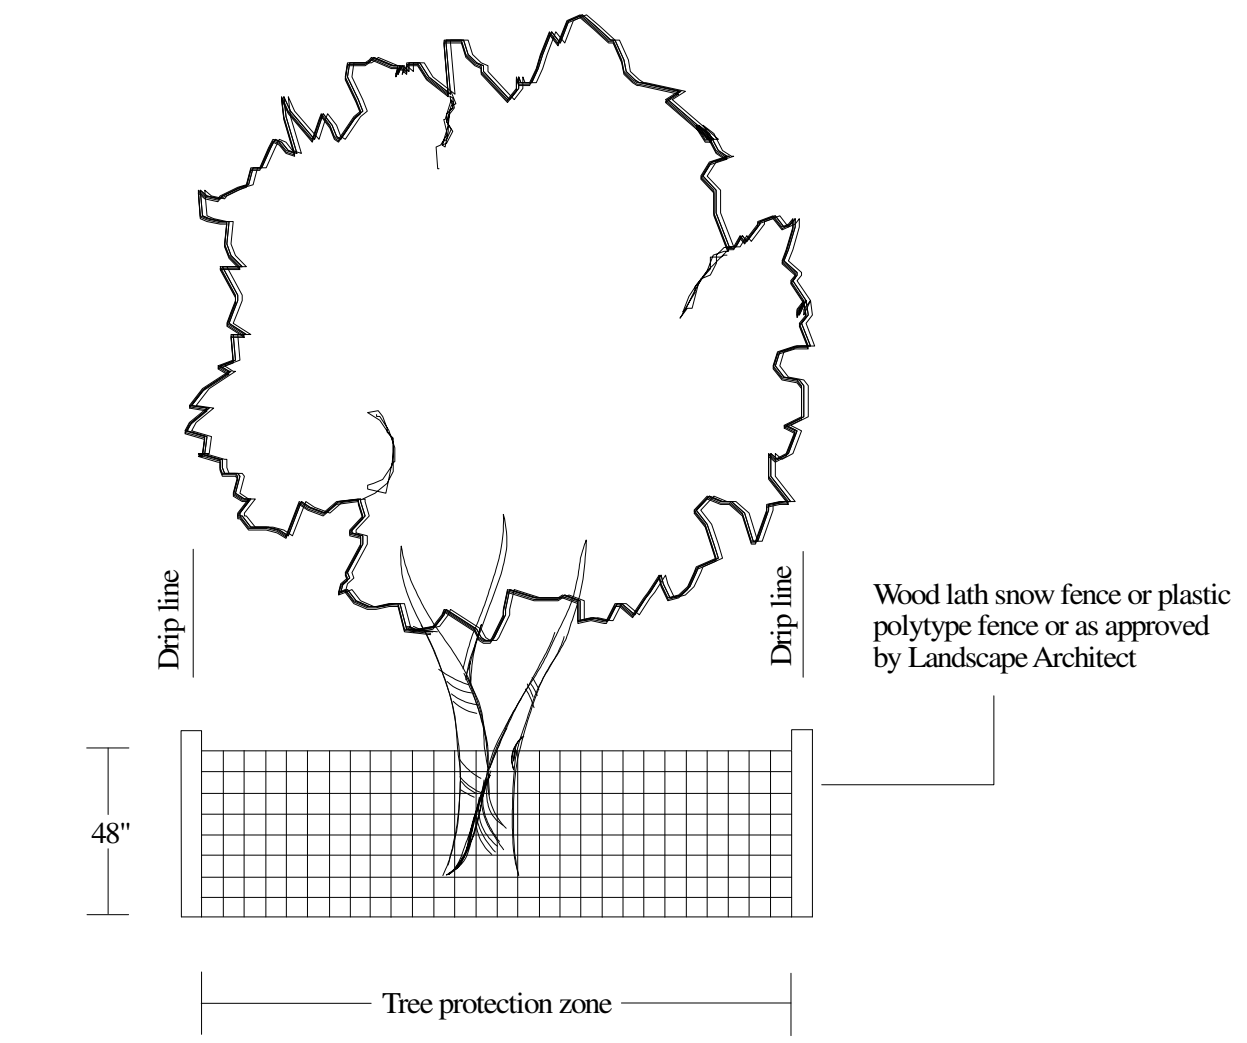 Drip line
Drip line
Wood lath snow fence or plastic
polytype fence or as approved
by Landscape Architect
48"
Tree protection zone